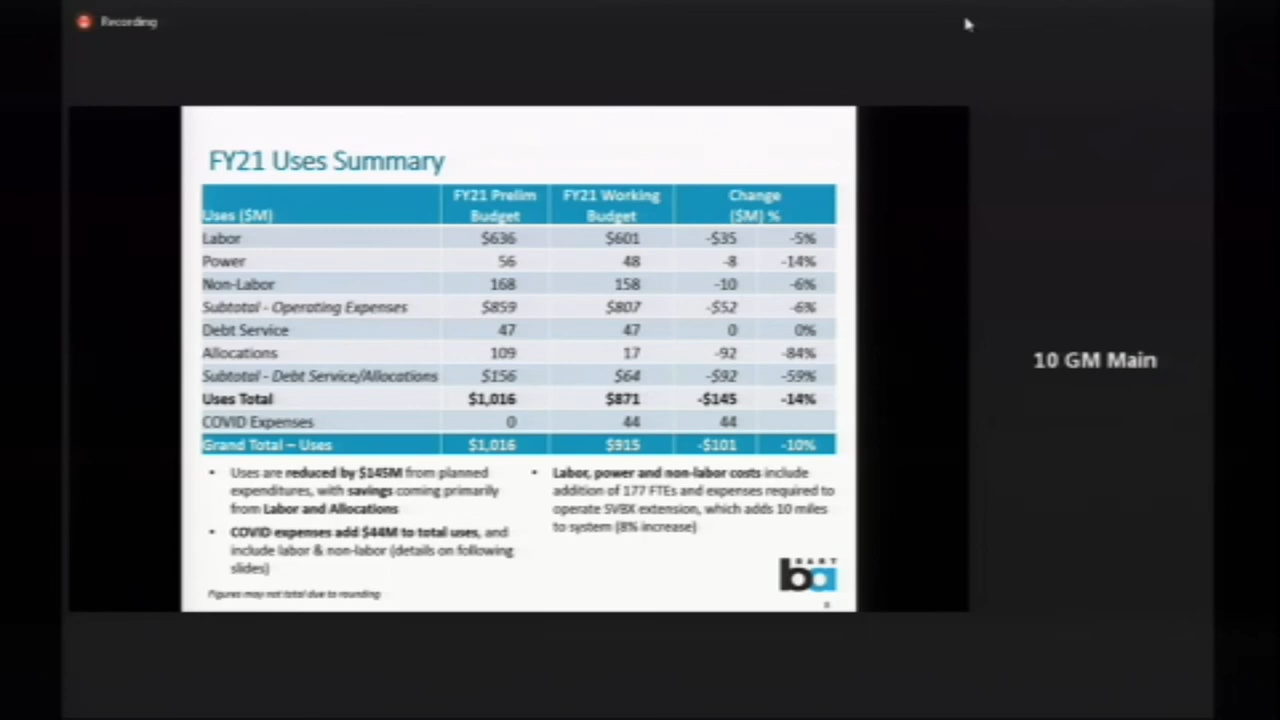 Recording
FY21 Uses Summary
Uses ($M) FY21 Prelim Budget FY21 Working Budget Change ($M) %
Labor $636 $601 -$35 -5%
Power 56 48 -8 -14%
Non-Labor 168 158 -10 -6%
Subtotal - Operating Expenses $859 $807 -$52 -6%
Debt Service 47 47 0 0%
Allocations 109 17 -92 -84%
Subtotal - Debt Service/Allocations $156 $64 -$92 -59%
Uses Total $1,016 $871 -$145 -14%
COVID Expenses 0 44 44
Grand Total – Uses $1,016 $915 -$101 -10%
• Uses are reduced by $145M from planned
expenditures, with savings coming primarily
from Labor and Allocations
• COVID expenses add $44M to total uses, and
include labor & non-labor (details on following
slides)
• Labor, power and non-labor costs include
addition of 177 FTEs and expenses required to
operate SVBX extension, which adds 10 miles
to system (8% increase)
Figures may not total due to rounding
BART
ba
8
10 GM Main